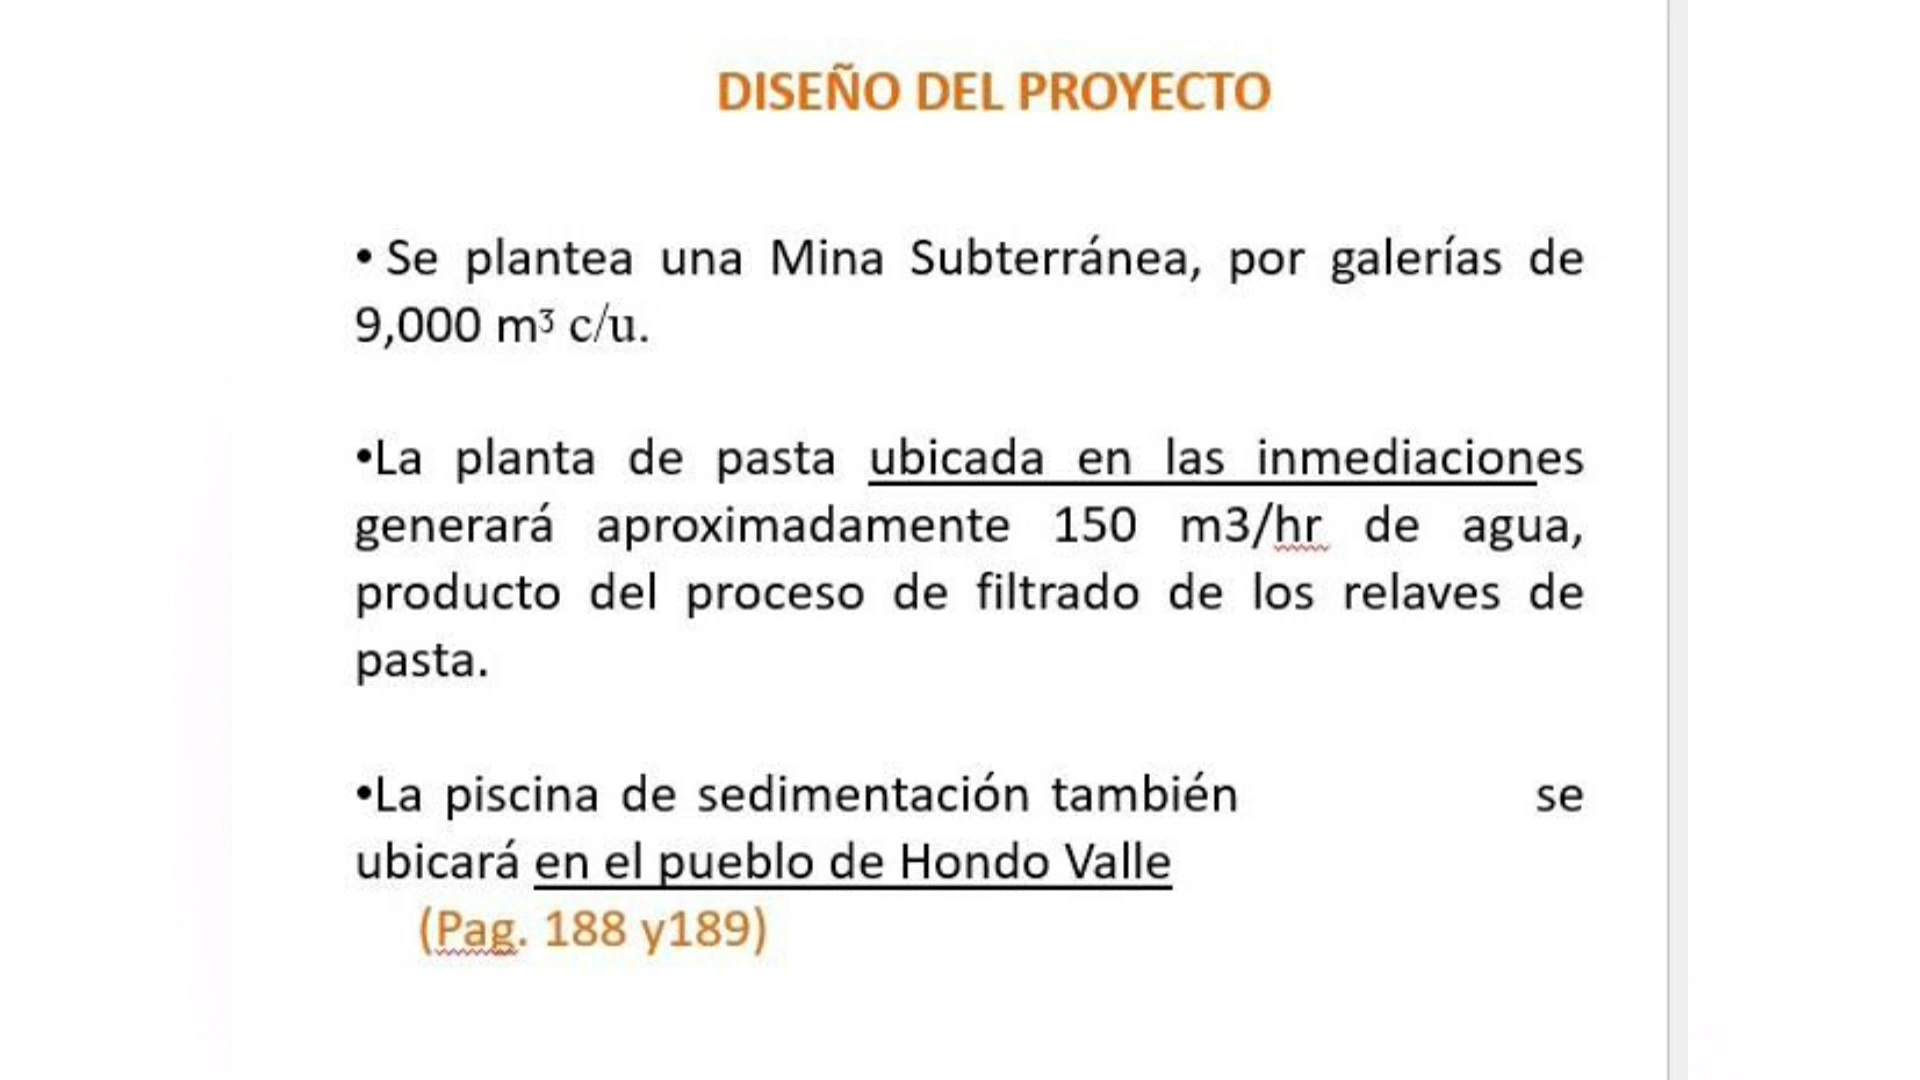 DISEÑO DEL PROYECTO
• Se plantea una Mina Subterránea, por galerías de
9,000 m³ c/u.
•La planta de pasta ubicada en las inmediaciones
generará aproximadamente 150 m3/hr de agua,
producto del proceso de filtrado de los relaves de
pasta.
•La piscina de sedimentación también se
ubicará en el pueblo de Hondo Valle
(Pag. 188 y189)